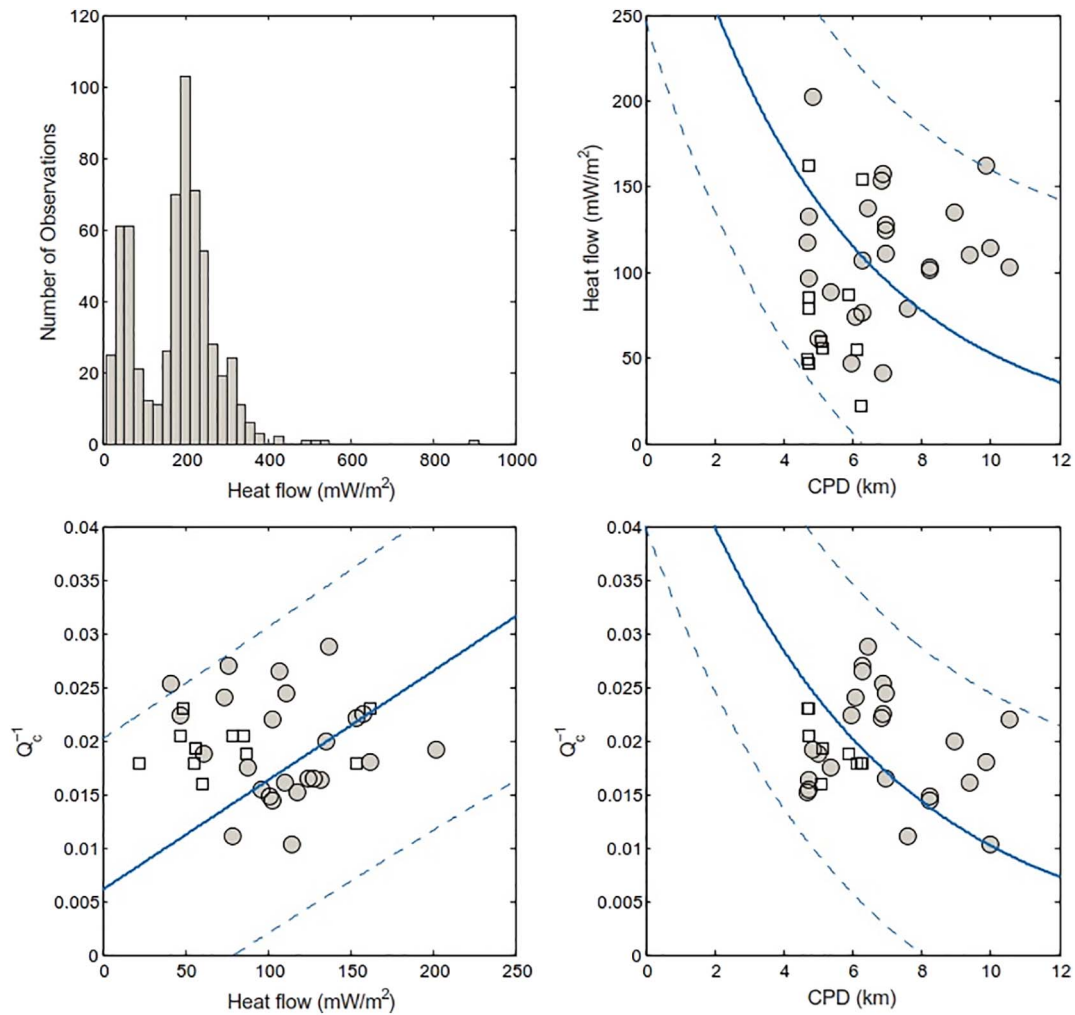 120
100
80
60
40
20
0
Number of Observations
0 200 400 600 800 1000
Heat flow (mW/m²)
250
200
150
100
50
0
Heat flow (mW/m²)
0 2 4 6 8 10 12
CPD (km)
0.04
0.035
0.03
0.025
0.02
0.015
0.01
0.005
0
Q_c^{-1}
0 50 100 150 200 250
Heat flow (mW/m²)
0.04
0.035
0.03
0.025
0.02
0.015
0.01
0.005
0
Q_c^{-1}
0 2 4 6 8 10 12
CPD (km)